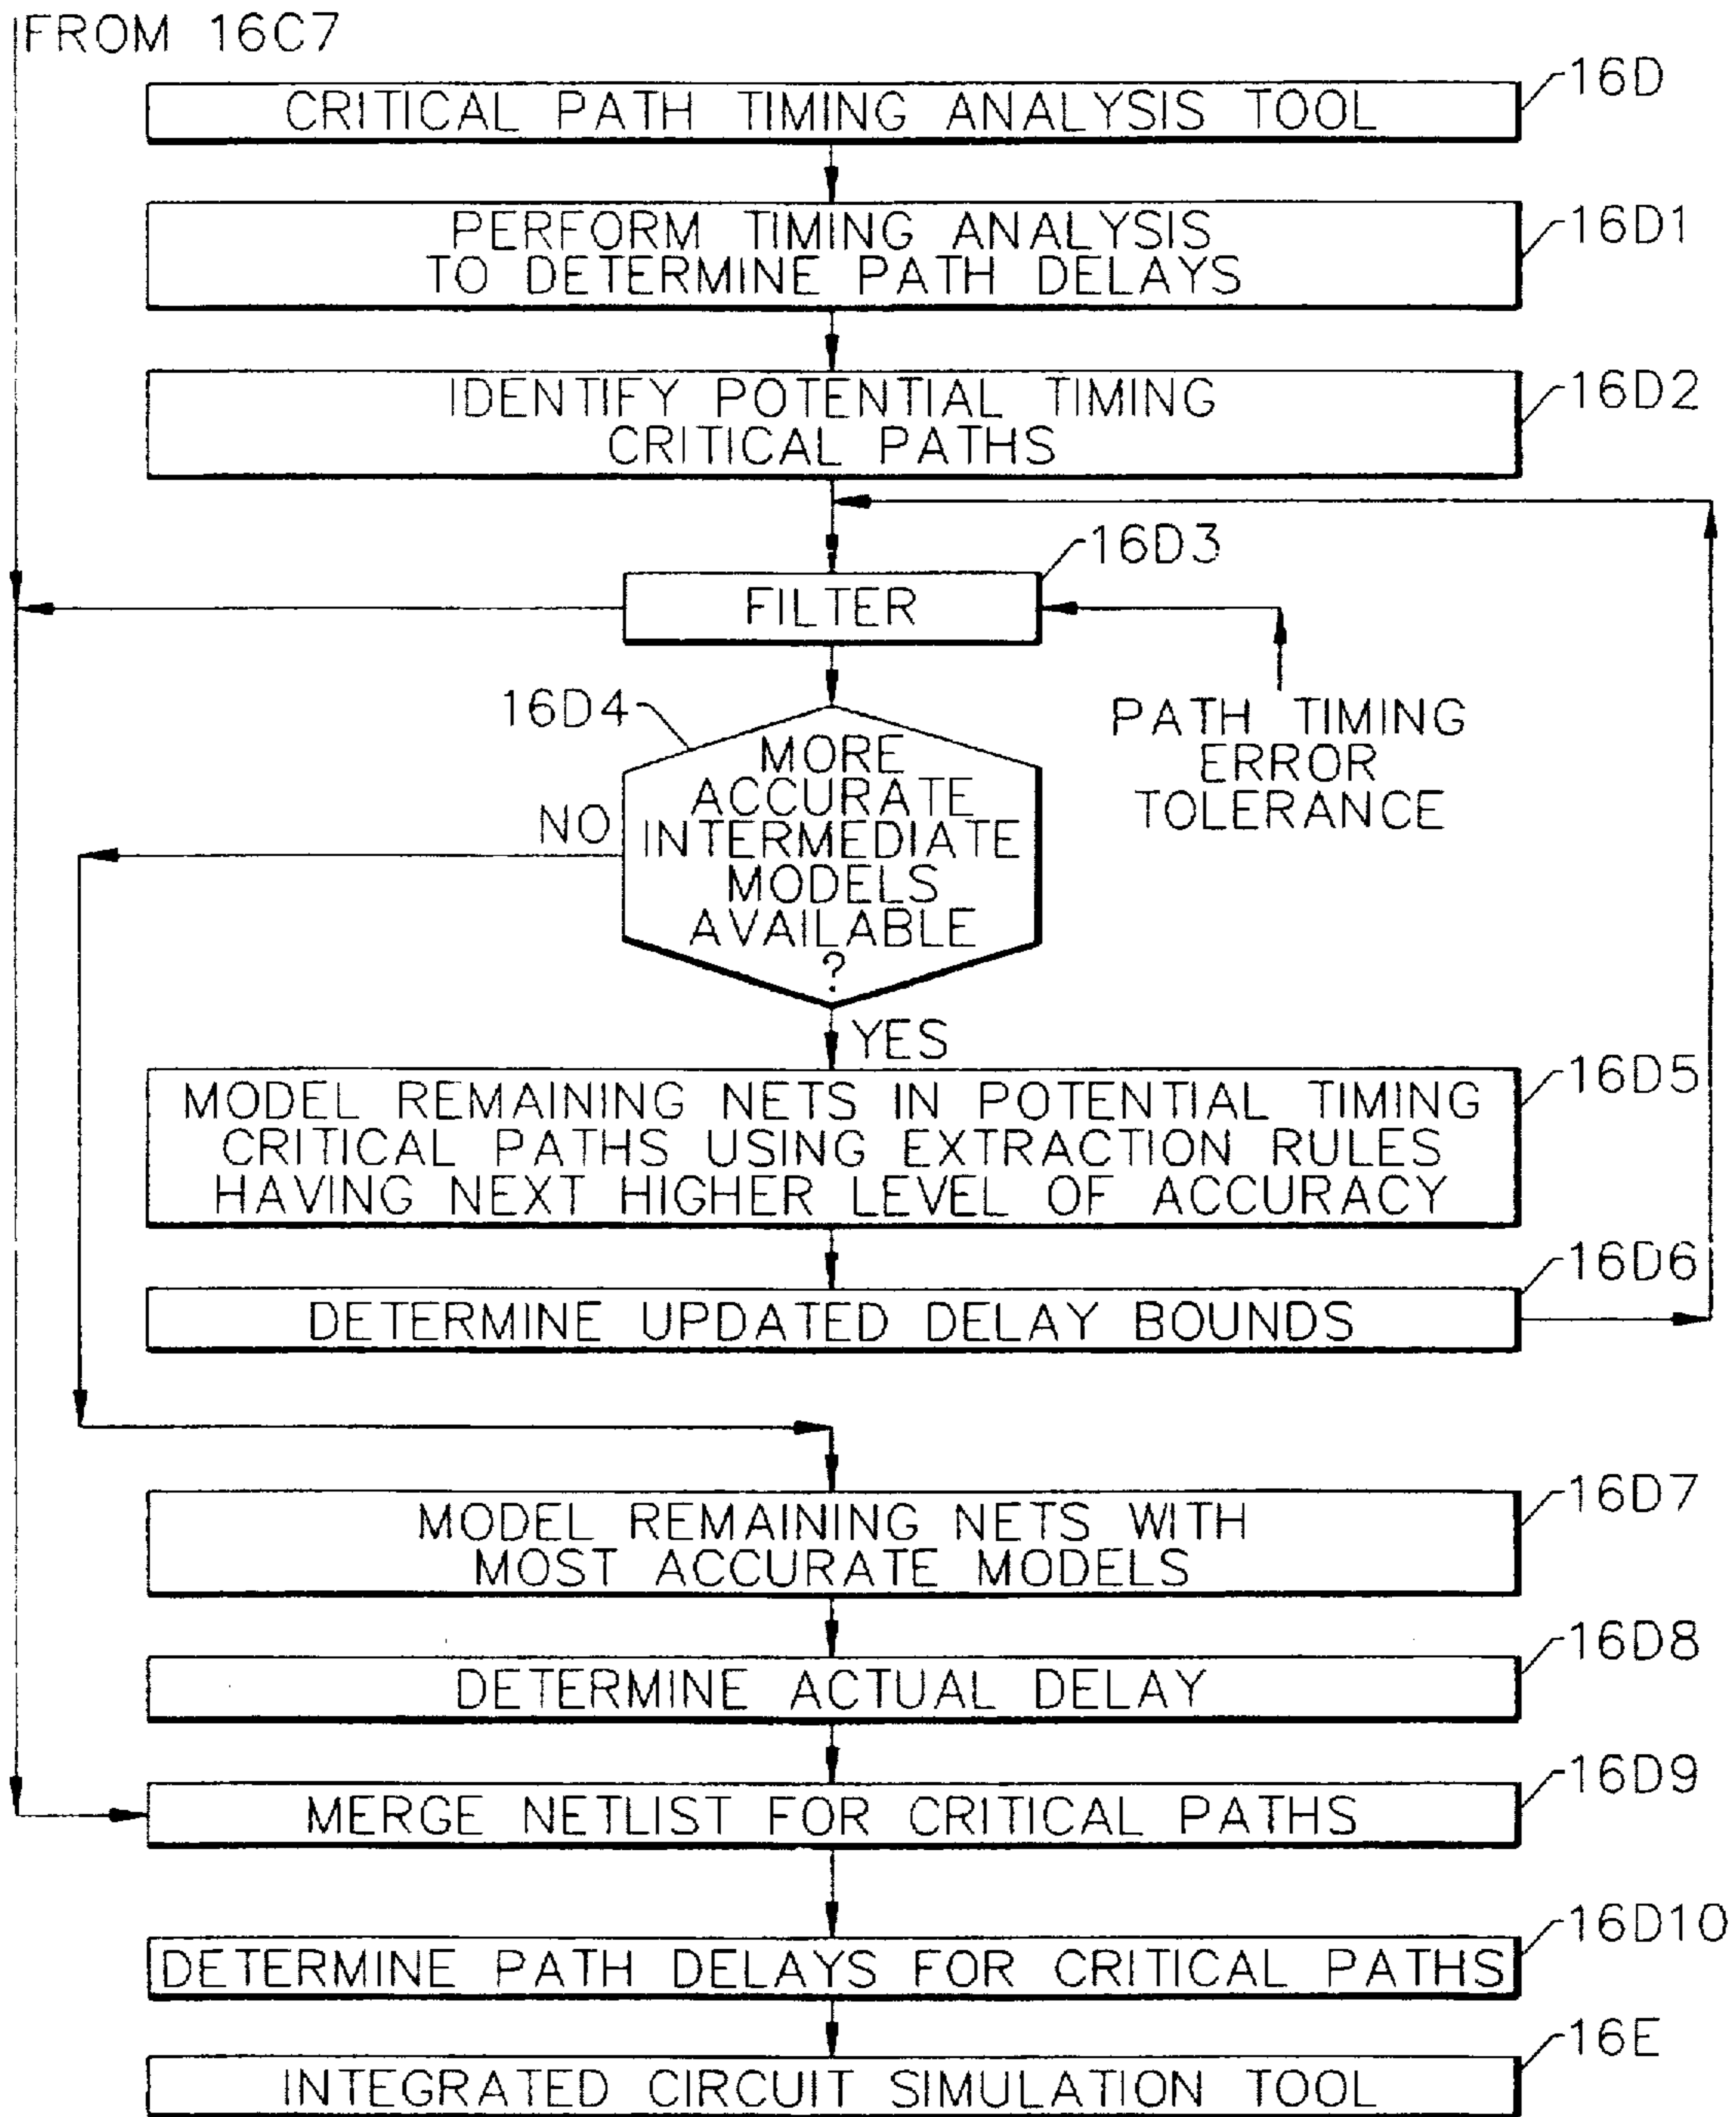 FROM 16C7
16D
CRITICAL PATH TIMING ANALYSIS TOOL
16D1
PERFORM TIMING ANALYSIS
TO DETERMINE PATH DELAYS
16D2
IDENTIFY POTENTIAL TIMING
CRITICAL PATHS
16D3
FILTER
16D4
PATH TIMING
ERROR
TOLERANCE
MORE
ACCURATE
INTERMEDIATE
MODELS
AVAILABLE
?
NO
YES
16D5
MODEL REMAINING NETS IN POTENTIAL TIMING
CRITICAL PATHS USING EXTRACTION RULES
HAVING NEXT HIGHER LEVEL OF ACCURACY
16D6
DETERMINE UPDATED DELAY BOUNDS
16D7
MODEL REMAINING NETS WITH
MOST ACCURATE MODELS
16D8
DETERMINE ACTUAL DELAY
16D9
MERGE NETLIST FOR CRITICAL PATHS
16D10
DETERMINE PATH DELAYS FOR CRITICAL PATHS
16E
INTEGRATED CIRCUIT SIMULATION TOOL